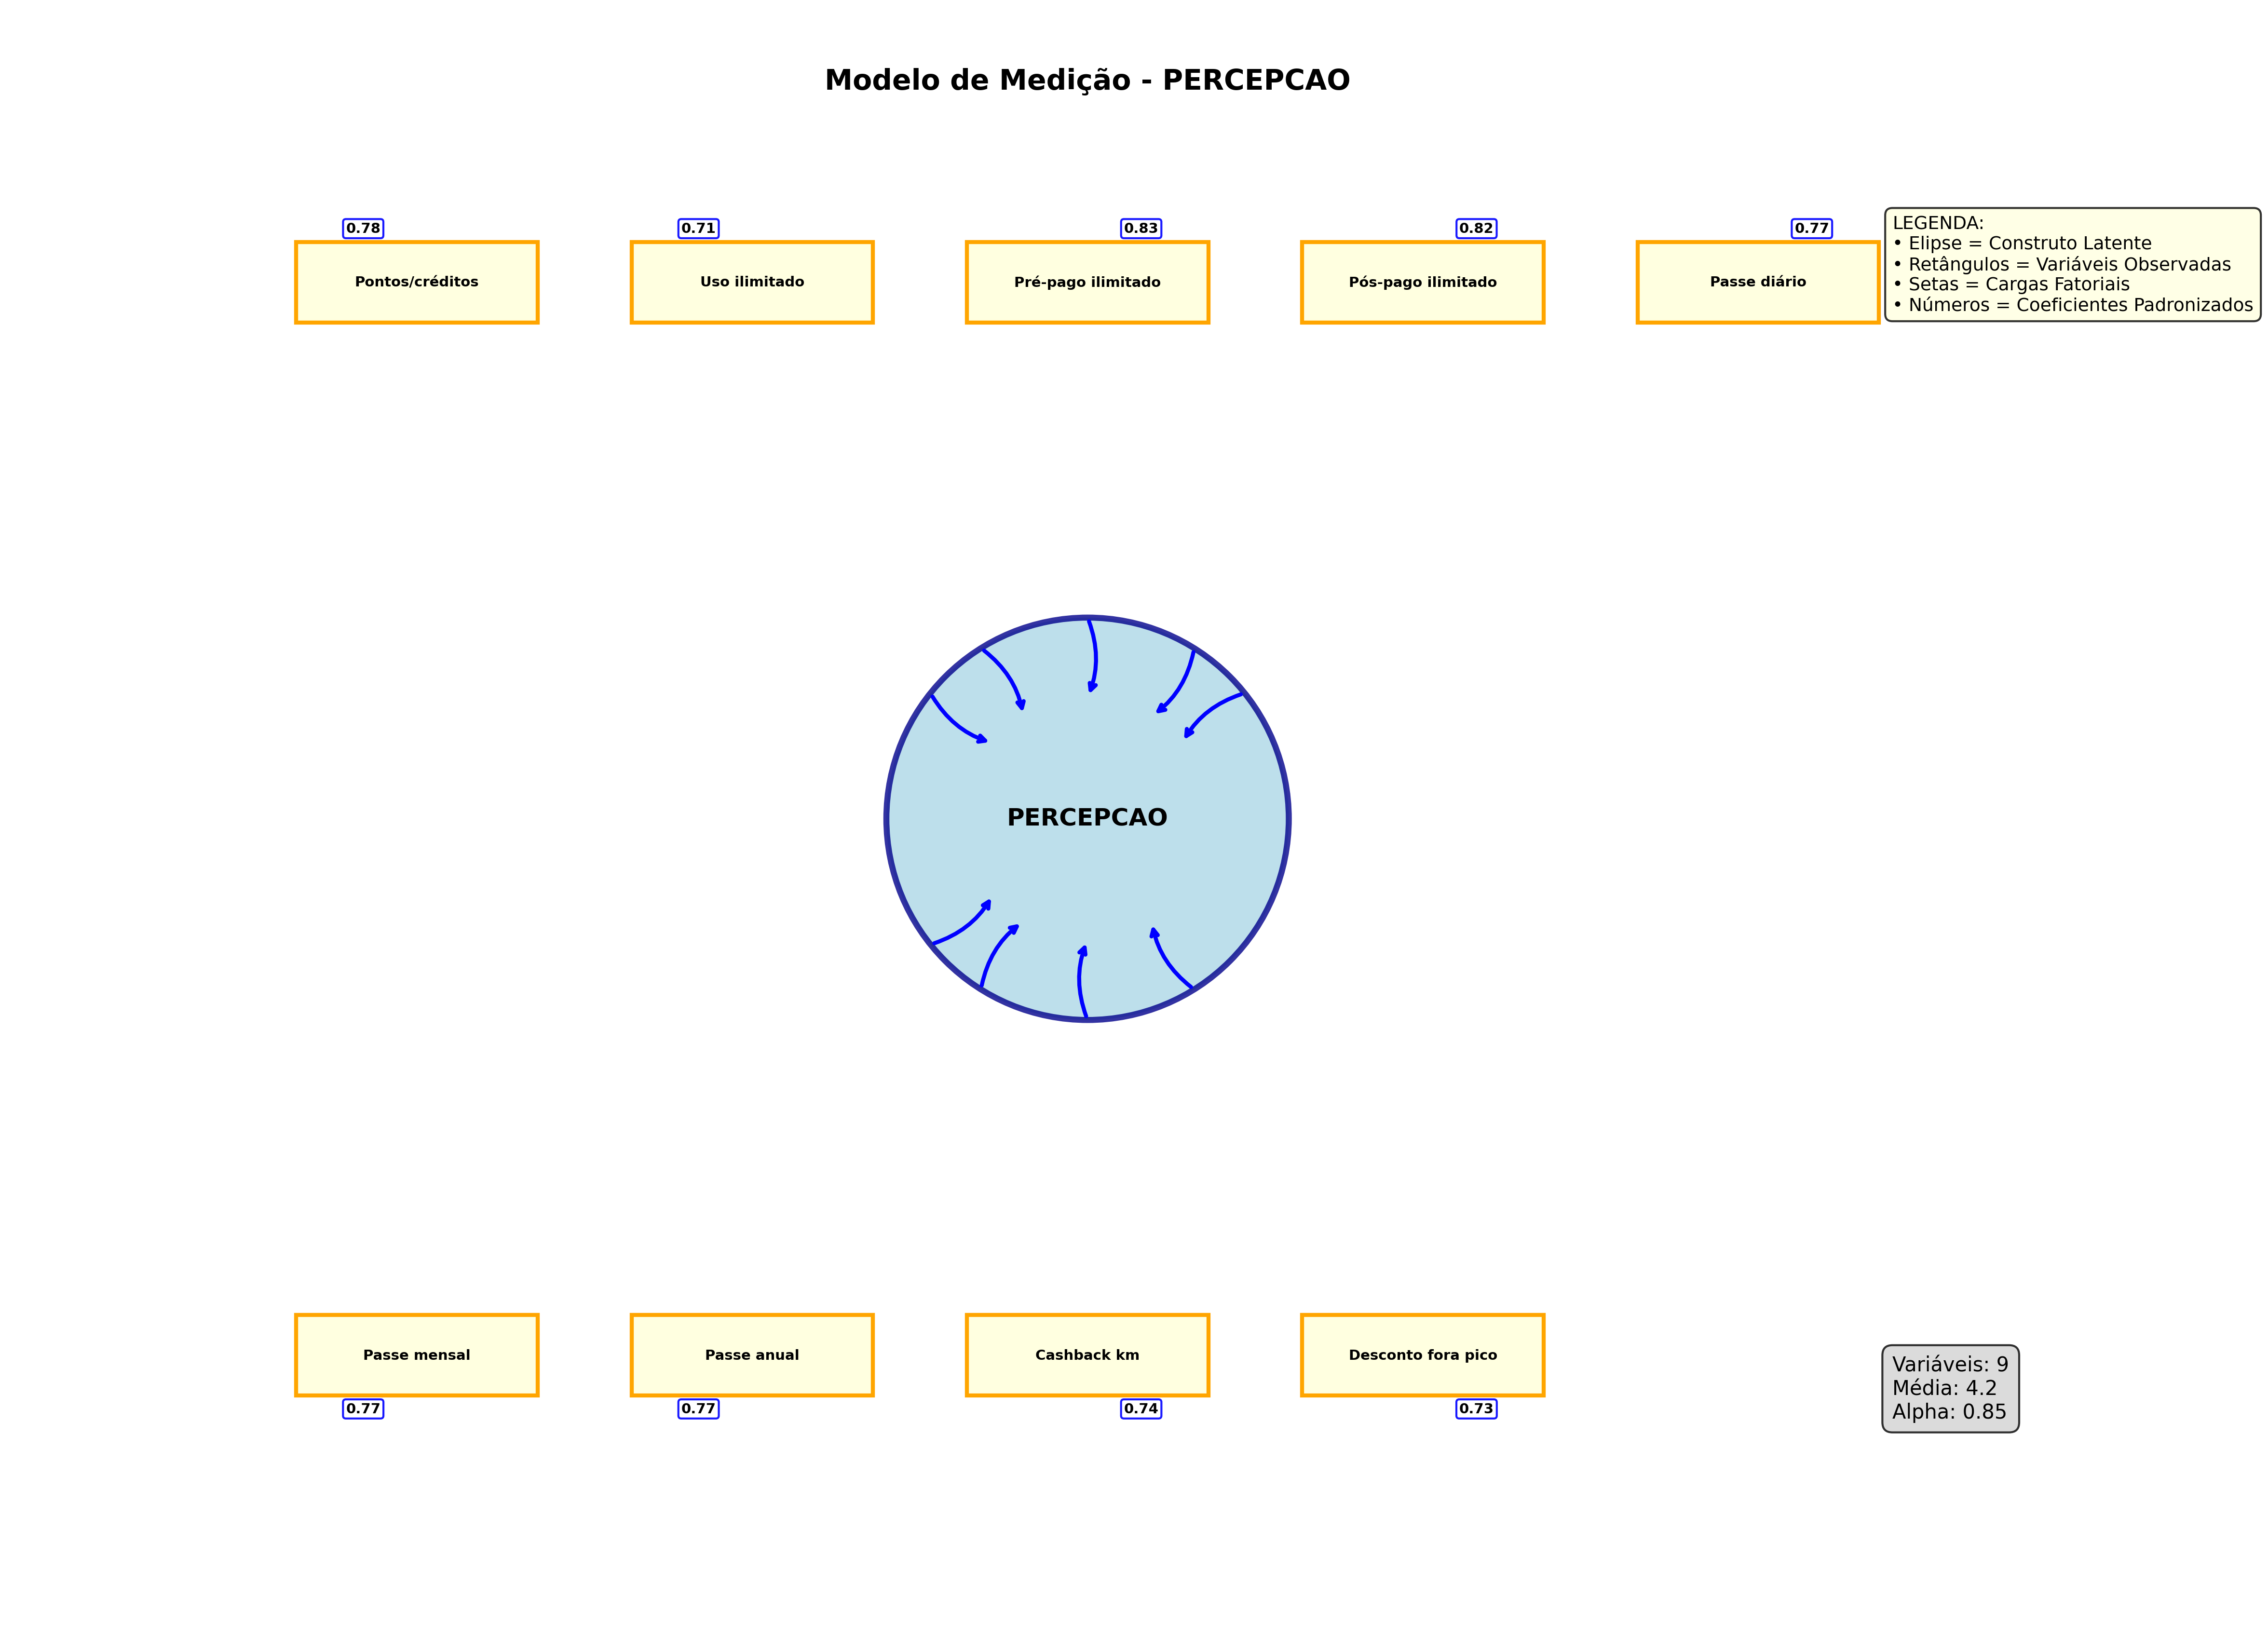 Modelo de Medição - PERCEPCAO
0.78
0.71
0.83
0.82
0.77
Pontos/créditos
Uso ilimitado
Pré-pago ilimitado
Pós-pago ilimitado
Passe diário
LEGENDA:
• Elipse = Construto Latente
• Retângulos = Variáveis Observadas
• Setas = Cargas Fatoriais
• Números = Coeficientes Padronizados
PERCEPCAO
Passe mensal
Passe anual
Cashback km
Desconto fora pico
0.77
0.77
0.74
0.73
Variáveis: 9
Média: 4.2
Alpha: 0.85